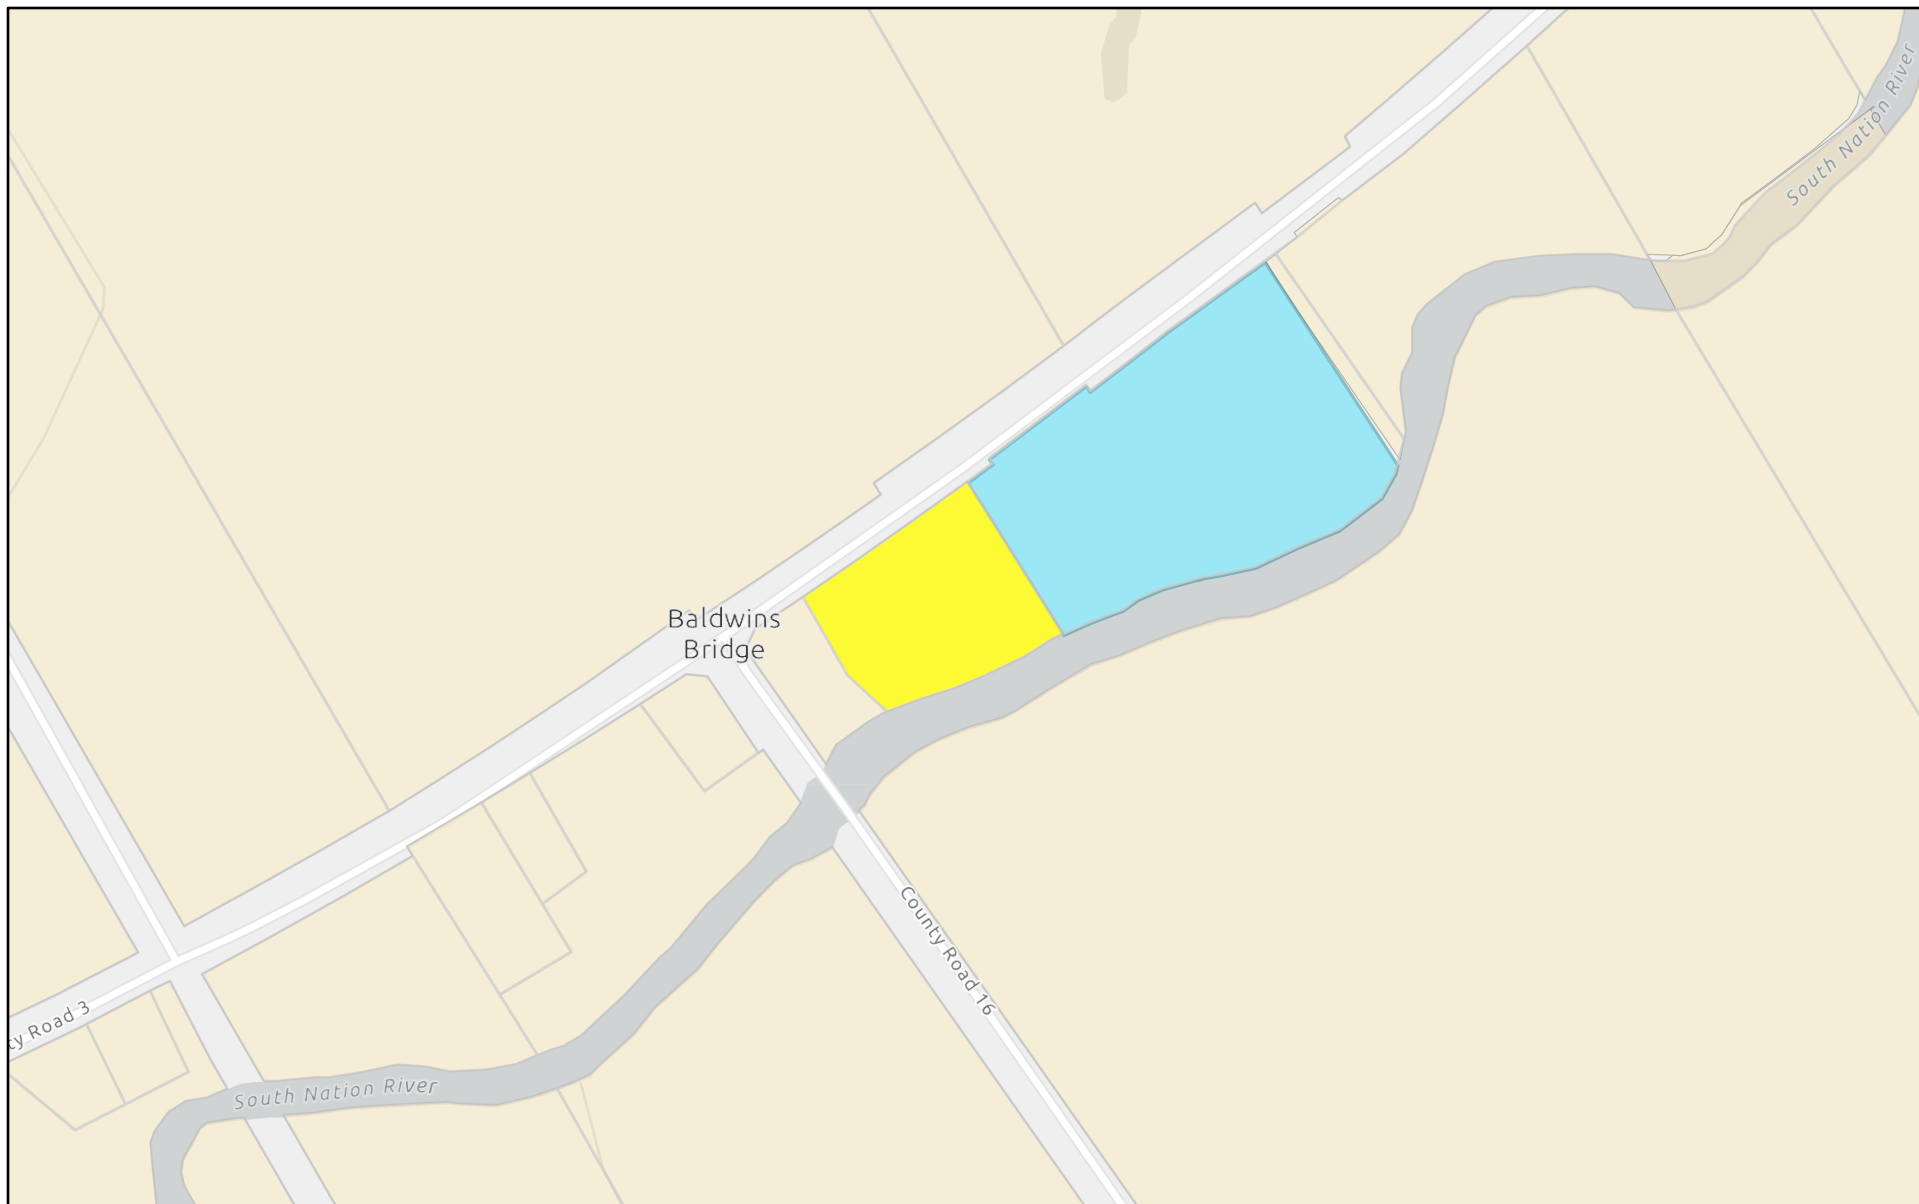 South Nation River
Baldwins
Bridge
County Road 16
ty Road 3
South Nation River